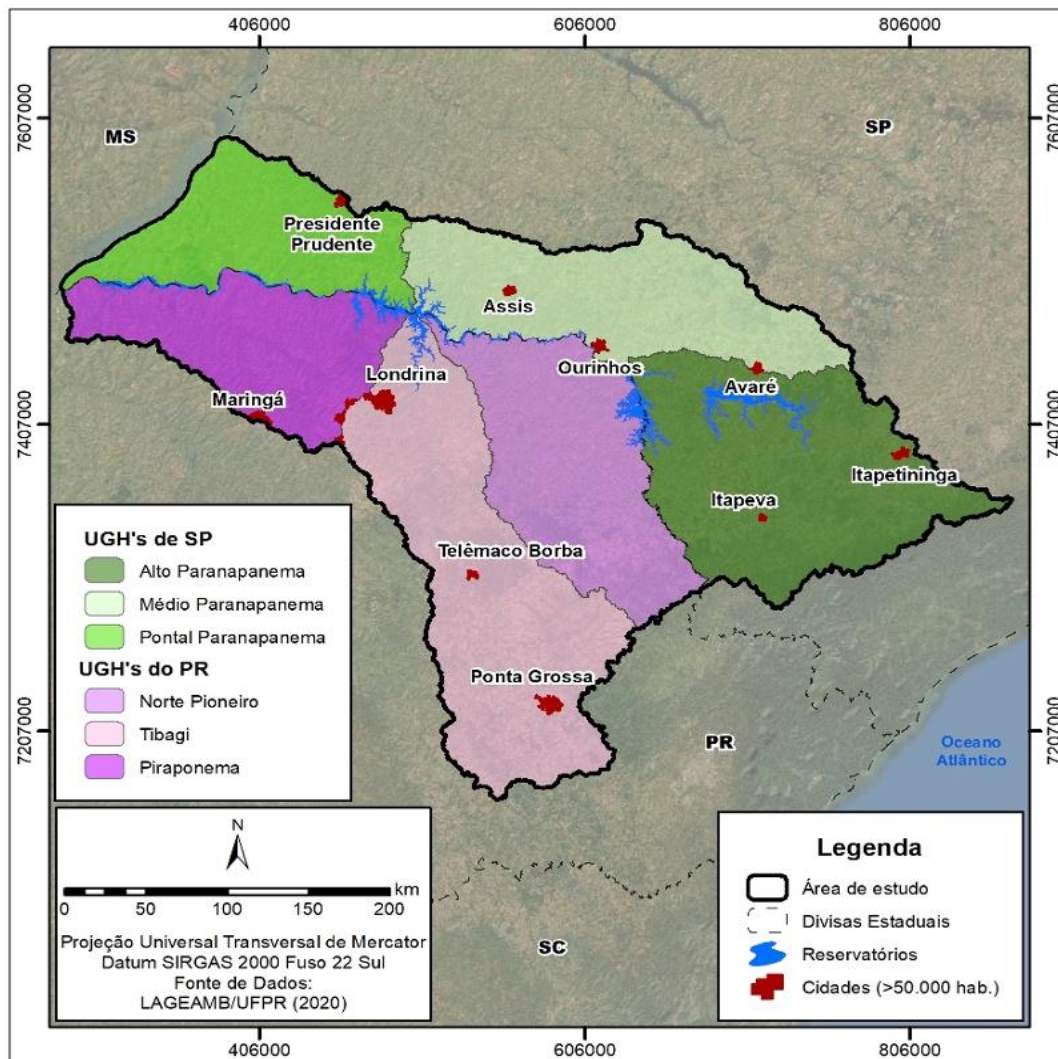 406000
606000
806000
7607000
7607000
MS
SP
Presidente
Prudente
Assis
Ourinhos
Avaré
Londrina
Maringá
7407000
7407000
Itapetininga
Itapeva
Telêmaco Borba
Ponta Grossa
UGH's de SP
Alto Paranapanema
Médio Paranapanema
Pontal Paranapanema
UGH's do PR
Norte Pioneiro
Tibagi
Piraponema
7207000
7207000
PR
Oceano
Atlântico
SC
N
km
0 50 100 150 200
Projeção Universal Transversal de Mercator
Datum SIRGAS 2000 Fuso 22 Sul
Fonte de Dados:
LAGEAMB/UFPR (2020)
Legenda
Área de estudo
Divisas Estaduais
Reservatórios
Cidades (>50.000 hab.)
406000
606000
806000